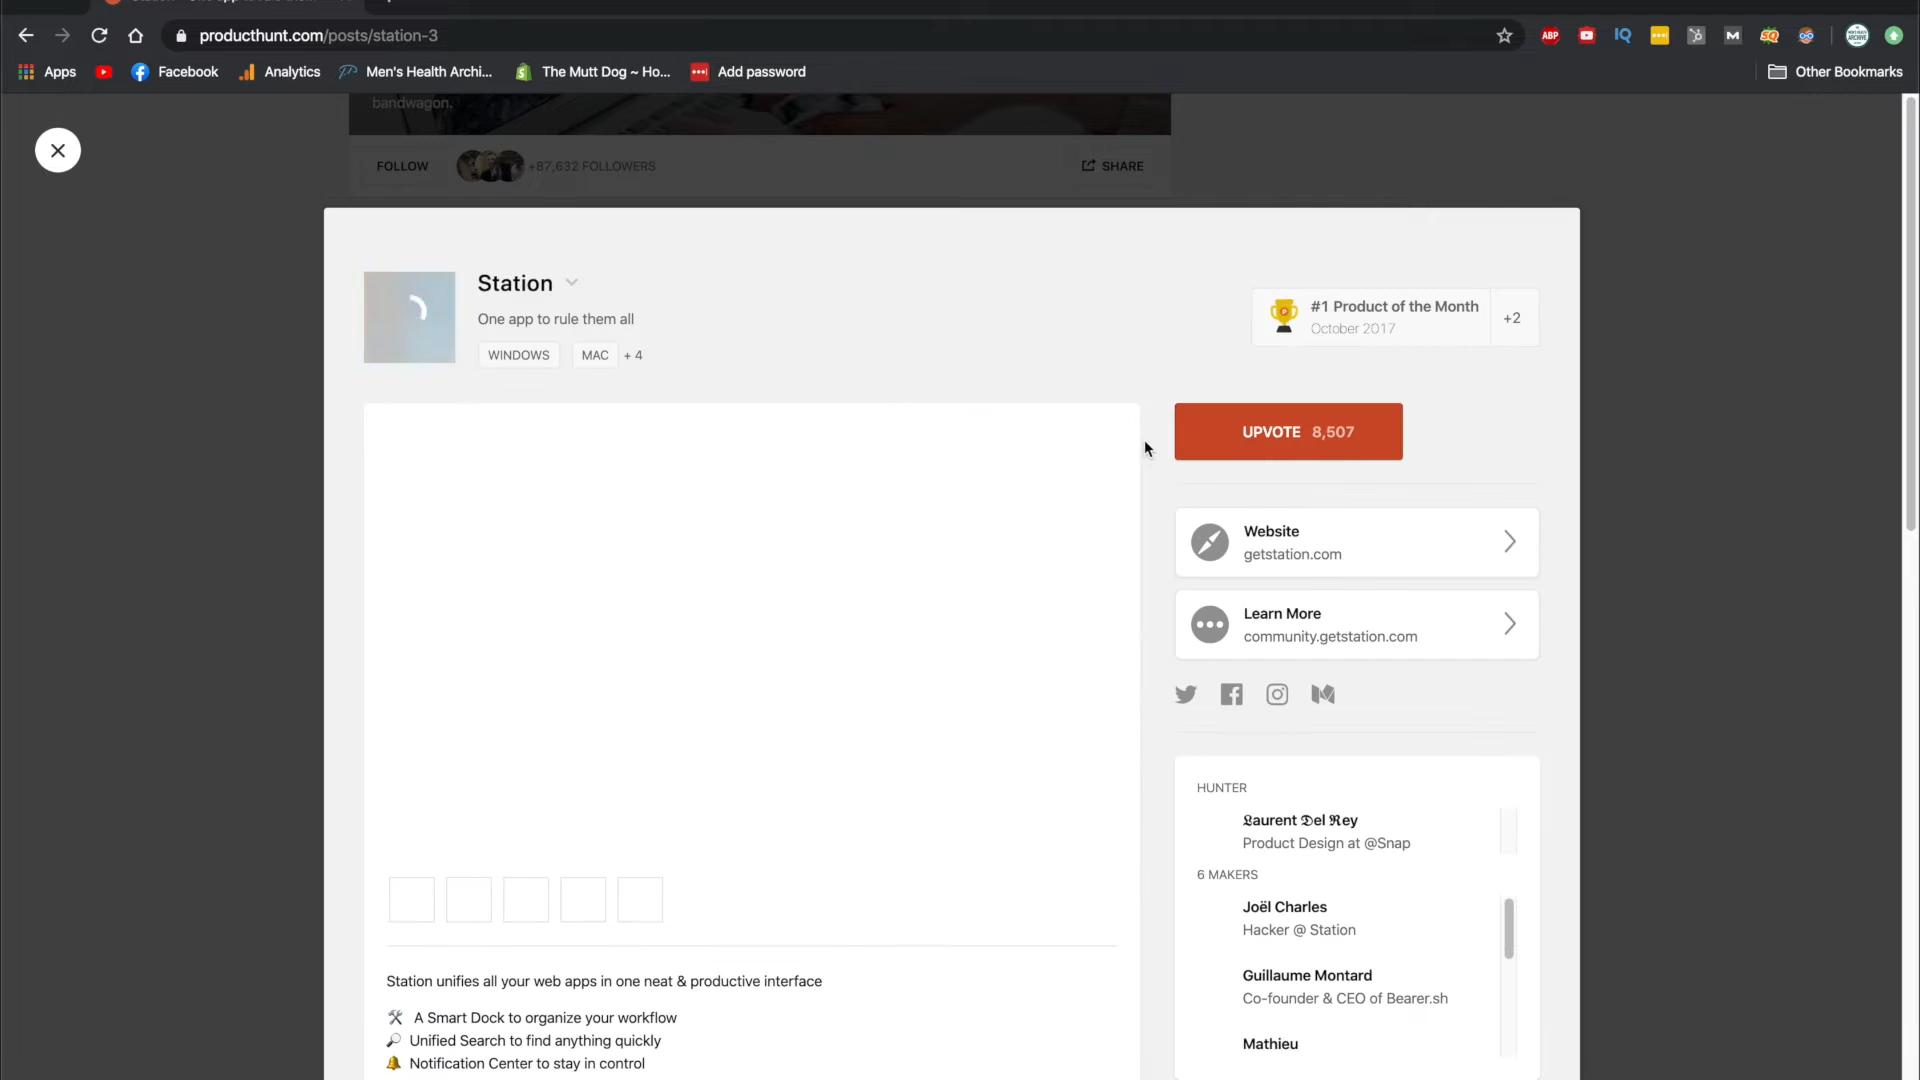 producthunt.com/posts/station-3
ABP
IQ
Apps
Facebook
Analytics
Men's Health Archi...
The Mutt Dog ~ Ho...
Add password
Other Bookmarks
bandwagon.
FOLLOW
+87,632 FOLLOWERS
SHARE
Station
One app to rule them all
WINDOWS
MAC
+ 4
#1 Product of the Month
October 2017
+2
UPVOTE 8,507
Website
getstation.com
Learn More
community.getstation.com
HUNTER
𝕷aurent 𝕯el 𝕽ey
Product Design at @Snap
6 MAKERS
Joël Charles
Hacker @ Station
Guillaume Montard
Co-founder & CEO of Bearer.sh
Mathieu
Station unifies all your web apps in one neat & productive interface
🛠 A Smart Dock to organize your workflow
🔎 Unified Search to find anything quickly
🔔 Notification Center to stay in control